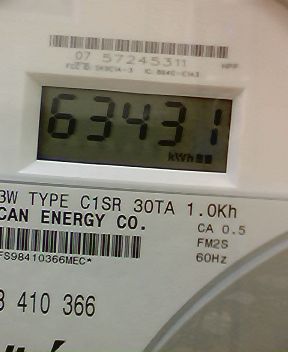 07 57245311
63431
kWh
3W TYPE C1SR 30TA 1.0Kh
CAN ENERGY CO.
CA 0.5
FM2S
60Hz
FS98410366MEC*
410 366